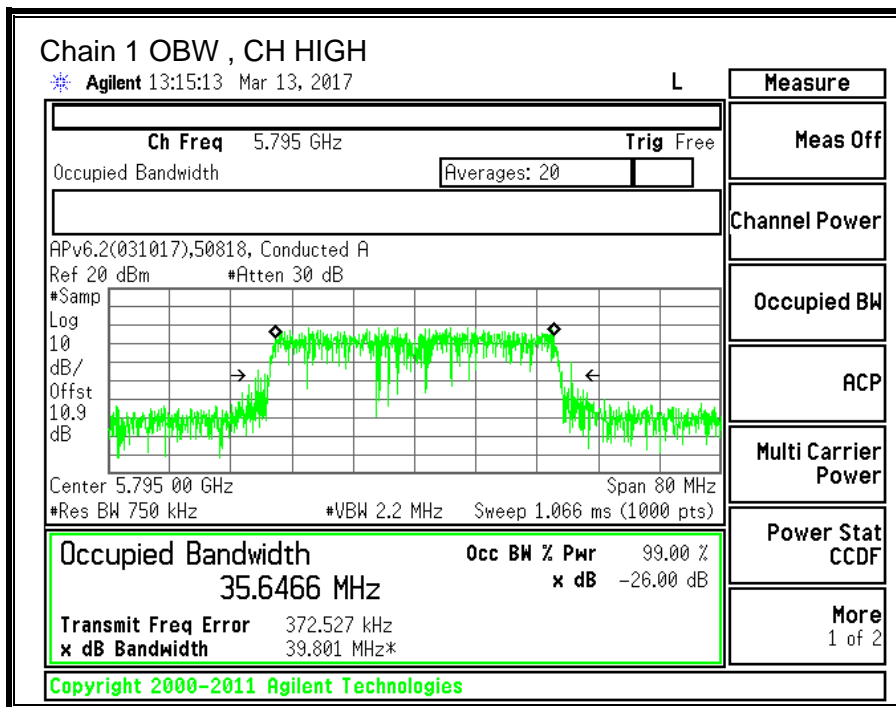 Chain 1 OBW , CH HIGH
Agilent 13:15:13 Mar 13, 2017 L
Measure
Ch Freq 5.795 GHz Trig Free
Occupied Bandwidth Averages: 20
APv6.2(031017),50818, Conducted A
Ref 20 dBm #Atten 30 dB
#Samp
Log
10
dB/
Offst
10.9
dB
Center 5.795 00 GHz Span 80 MHz
#Res BW 750 kHz #VBW 2.2 MHz Sweep 1.066 ms (1000 pts)
Occupied Bandwidth
35.6466 MHz
Occ BW % Pwr 99.00 %
x dB -26.00 dB
Transmit Freq Error 372.527 kHz
x dB Bandwidth 39.801 MHz*
Meas Off
Channel Power
Occupied BW
ACP
Multi Carrier
Power
Power Stat
CCDF
More
1 of 2
Copyright 2000-2011 Agilent Technologies